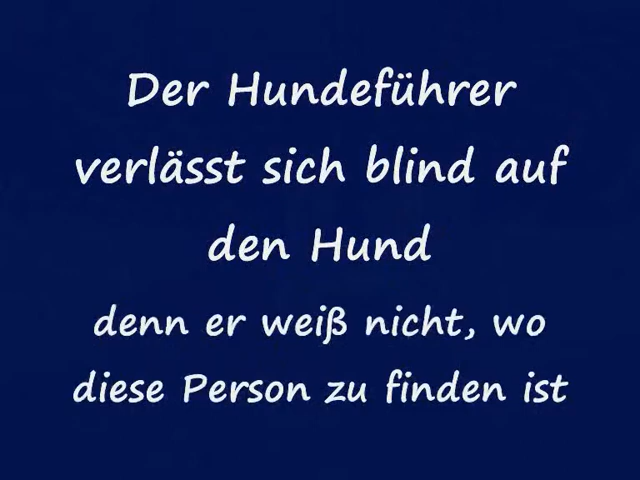 Der Hundeführer
verlässt sich blind auf
den Hund
denn er weiß nicht, wo
diese Person zu finden ist